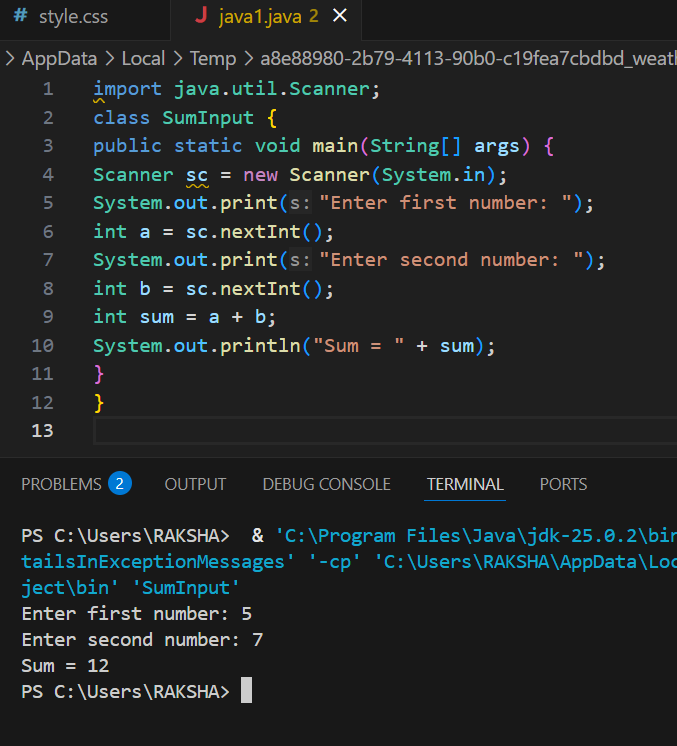 # style.css
J java1.java 2 ✕
> AppData > Local > Temp > a8e88980-2b79-4113-90b0-c19fea7cbdbd_weatl
1 import java.util.Scanner;
2 class SumInput {
3 public static void main(String[] args) {
4 Scanner sc = new Scanner(System.in);
5 System.out.print(s: "Enter first number: ");
6 int a = sc.nextInt();
7 System.out.print(s: "Enter second number: ");
8 int b = sc.nextInt();
9 int sum = a + b;
10 System.out.println("Sum = " + sum);
11 }
12 }
13
PROBLEMS 2 OUTPUT DEBUG CONSOLE TERMINAL PORTS
PS C:\Users\RAKSHA>  & 'C:\Program Files\Java\jdk-25.0.2\bin
tailsInExceptionMessages' '-cp' 'C:\Users\RAKSHA\AppData\Loc
ject\bin' 'SumInput'
Enter first number: 5
Enter second number: 7
Sum = 12
PS C:\Users\RAKSHA>